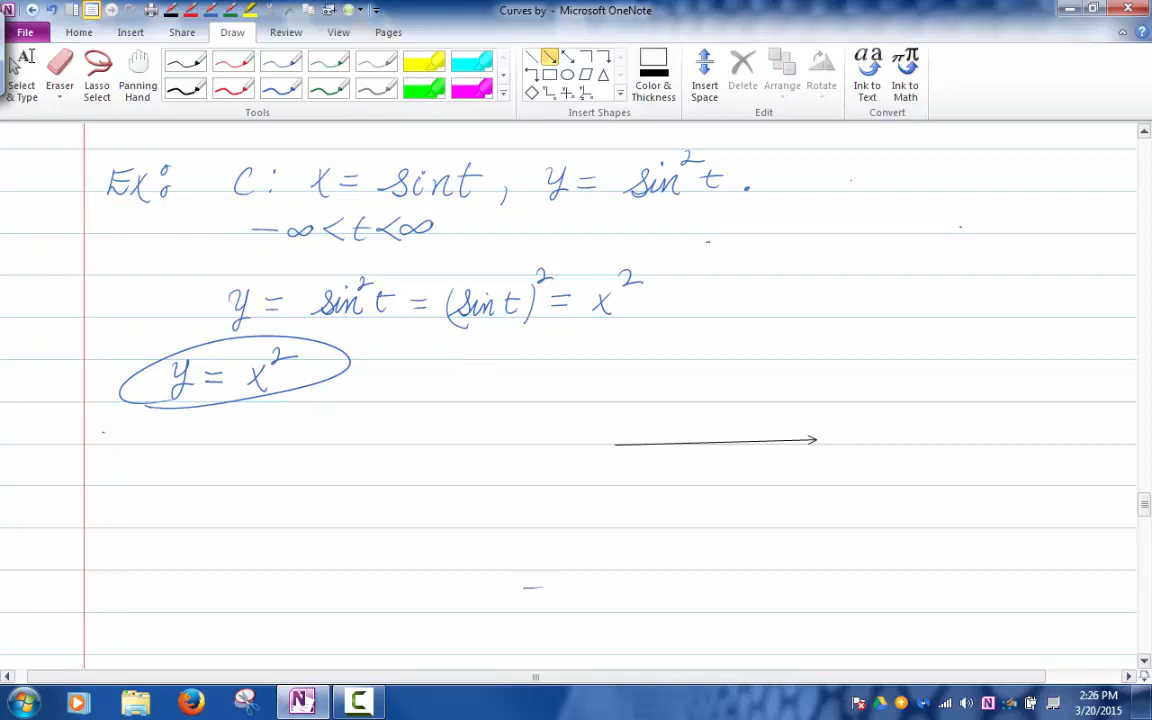 Curves by - Microsoft OneNote
File Home Insert Share Draw Review View Pages
Select & Type Eraser Lasso Select Panning Hand Color & Thickness Insert Space Delete Arrange Rotate Ink to Text Ink to Math
Tools Insert Shapes Edit Convert
Ex: C: x = sint, y = sin²t.
-∞<t<∞
y = sin²t = (sin t)² = x²
y = x²
2:26 PM
3/20/2015